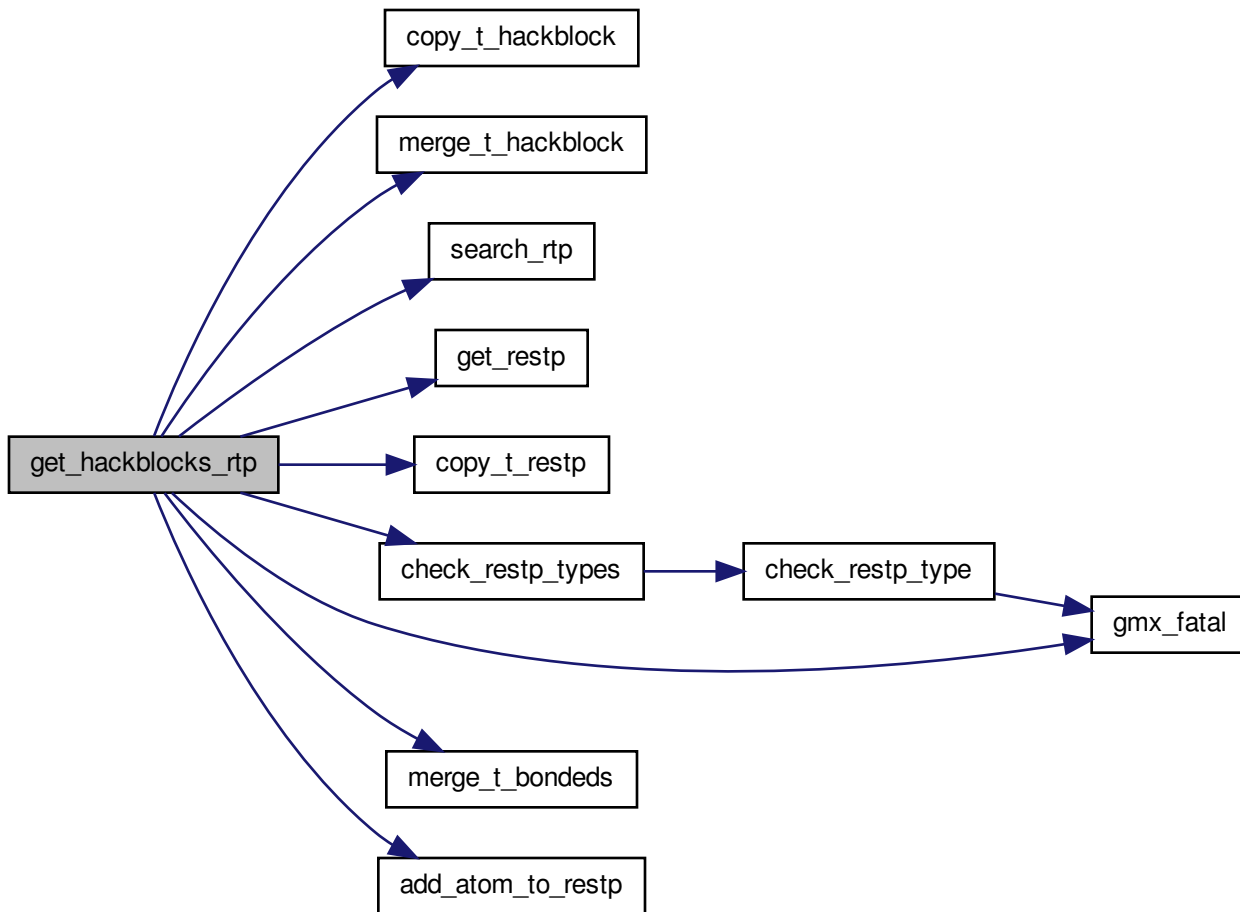 copy_t_hackblock
merge_t_hackblock
search_rtp
get_restp
get_hackblocks_rtp
copy_t_restp
check_restp_types
check_restp_type
gmx_fatal
merge_t_bondeds
add_atom_to_restp